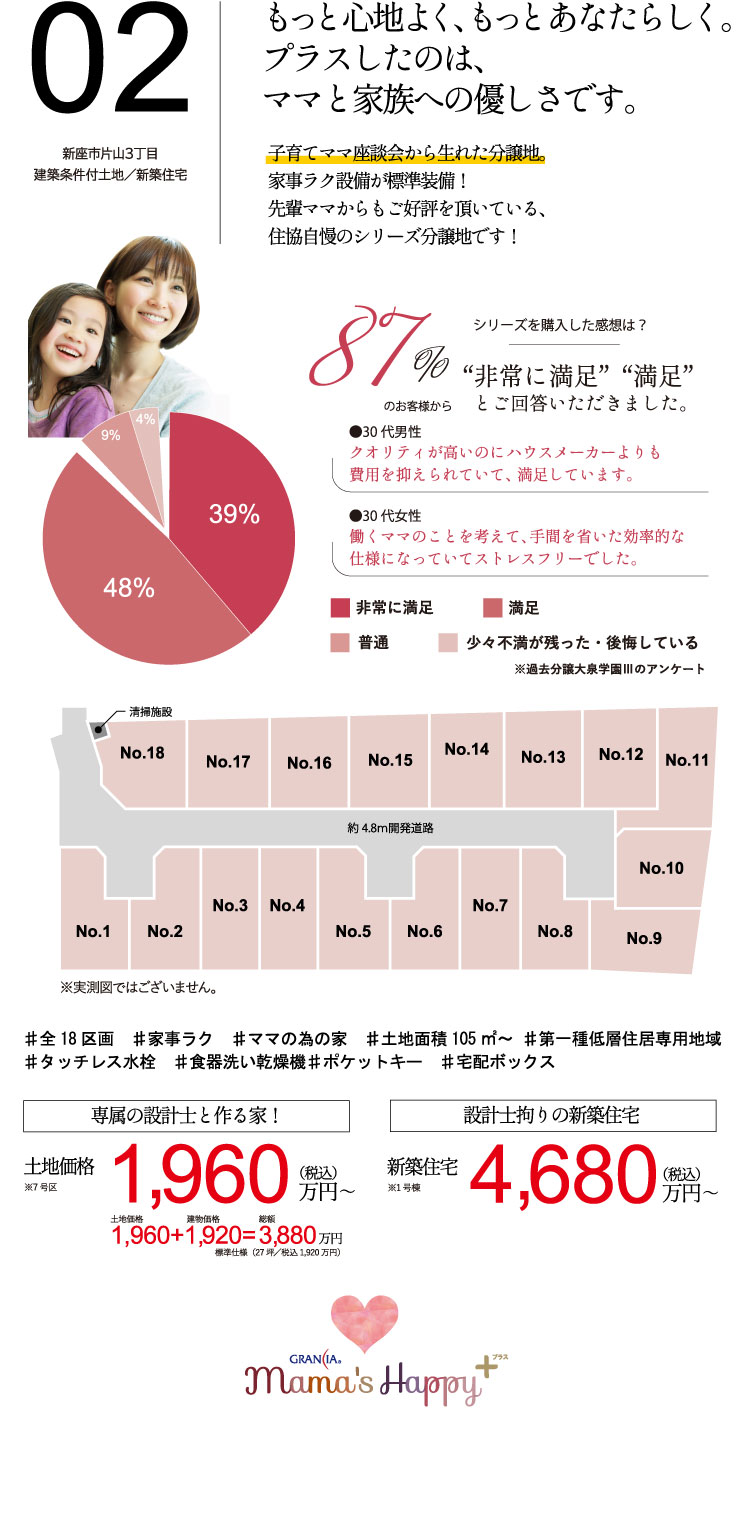 02
新座市片山3丁目
建築条件付土地／新築住宅
もっと心地よく、もっとあなたらしく。
プラスしたのは、
ママと家族への優しさです。
子育てママ座談会から生れた分譲地。
家事ラク設備が標準装備！
先輩ママからもご好評を頂いている、
住協自慢のシリーズ分譲地です！
シリーズを購入した感想は？
87%
のお客様から
“非常に満足” “満足”
とご回答いただきました。
●30代男性
クオリティが高いのにハウスメーカーよりも
費用を抑えられていて、満足しています。
●30代女性
働くママのことを考えて、手間を省いた効率的な
仕様になっていてストレスフリーでした。
4%
9%
39%
48%
非常に満足 満足
普通 少々不満が残った・後悔している
※過去分譲大泉学園Ⅲのアンケート
清掃施設
No.18 No.17 No.16 No.15 No.14 No.13 No.12 No.11
約4.8m開発道路
No.10
No.1 No.2 No.3 No.4 No.5 No.6 No.7 No.8 No.9
※実測図ではございません。
♯全18区画 ♯家事ラク ♯ママの為の家 ♯土地面積105㎡〜 ♯第一種低層住居専用地域
♯タッチレス水栓 ♯食器洗い乾燥機♯ポケットキー ♯宅配ボックス
専属の設計士と作る家！
土地価格 1,960 (税込) 万円〜
※7号区
土地価格 建物価格 総額
1,960+1,920=3,880万円
標準仕様（27坪／税込1,920万円）
設計士拘りの新築住宅
新築住宅 4,680 (税込) 万円〜
※1号棟
GRANCIA®
Mama's Happy+ プラス